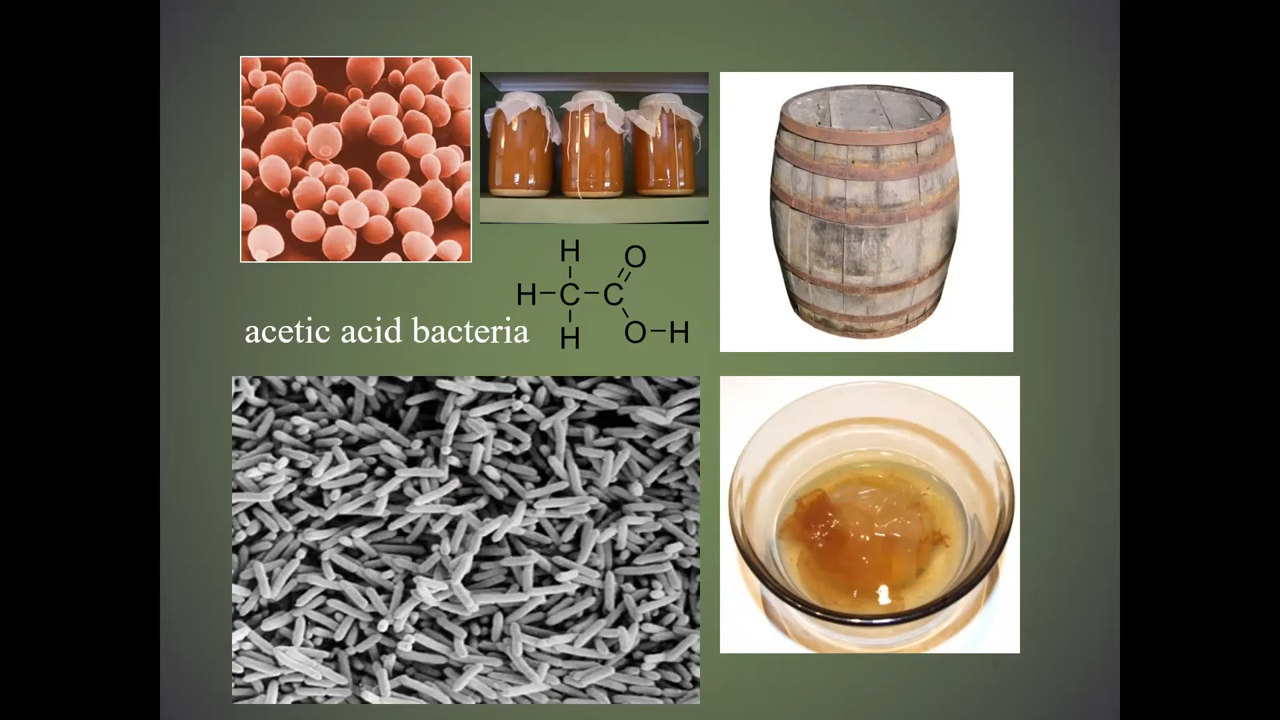 H
O
H–C–C
H
O–H
acetic acid bacteria